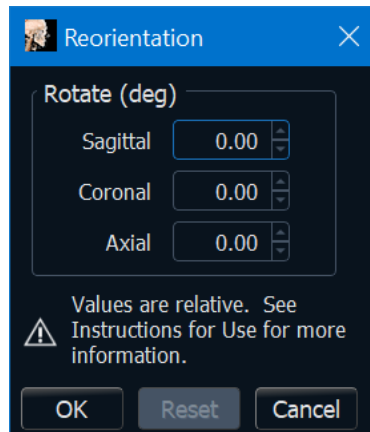 Reorientation
Rotate (deg)
Sagittal 0.00
Coronal 0.00
Axial 0.00
Values are relative. See
Instructions for Use for more
information.
OK Reset Cancel